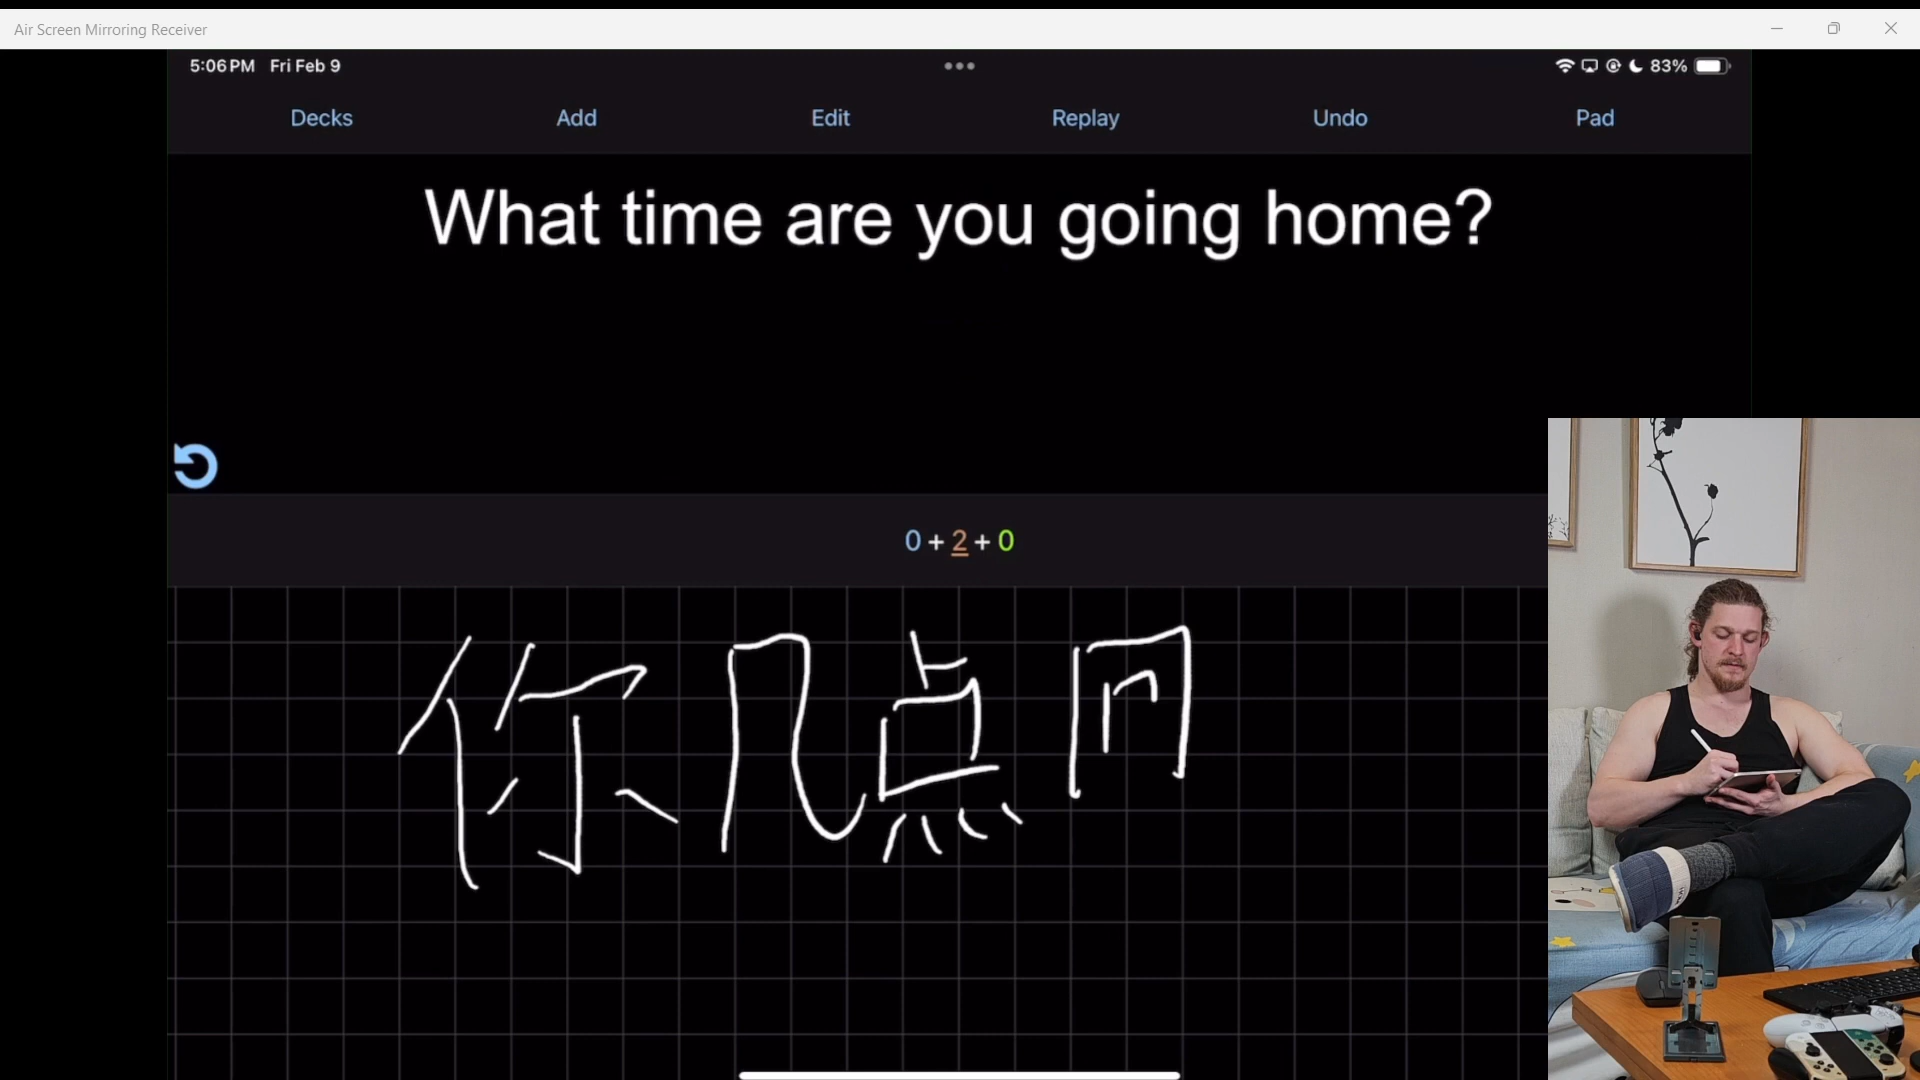 Air Screen Mirroring Receiver
5:06 PM Fri Feb 9
83%
Decks Add Edit Replay Undo Pad
What time are you going home?
0 + 2 + 0
你几点